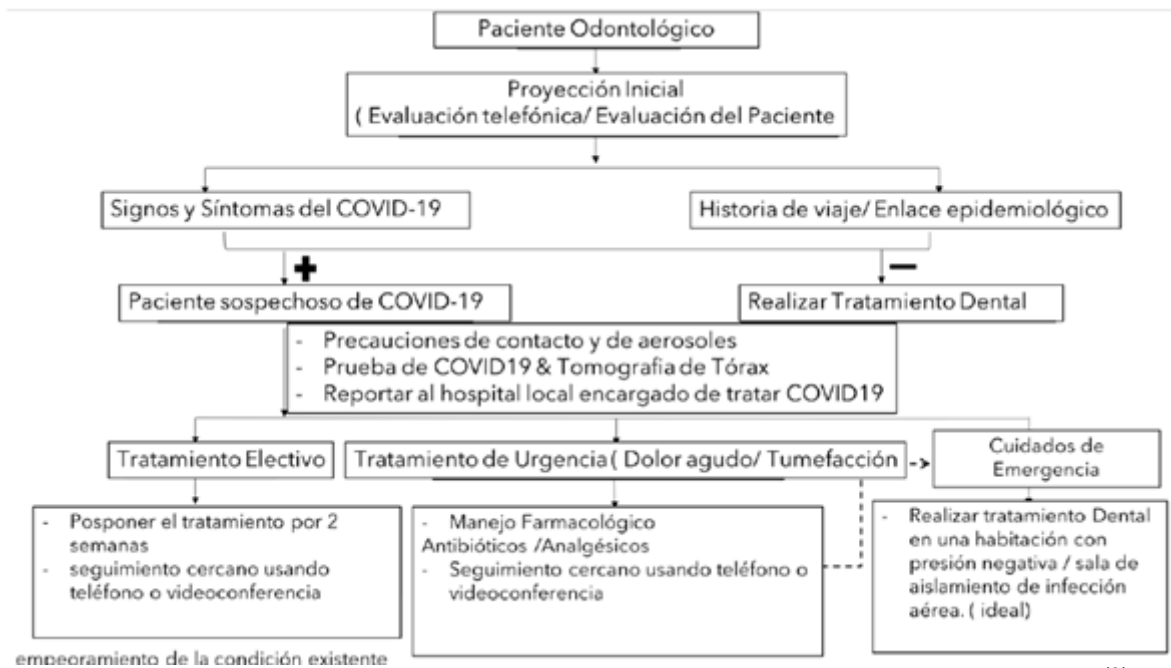 Paciente Odontológico
Proyección Inicial
( Evaluación telefónica/ Evaluación del Paciente
Signos y Síntomas del COVID-19
Historia de viaje/ Enlace epidemiológico
+
−
Paciente sospechoso de COVID-19
Realizar Tratamiento Dental
- Precauciones de contacto y de aerosoles
- Prueba de COVID19 & Tomografia de Tórax
- Reportar al hospital local encargado de tratar COVID19
Tratamiento Electivo
Tratamiento de Urgencia( Dolor agudo/ Tumefacción
Cuidados de
Emergencia
- Posponer el tratamiento por 2
semanas
- seguimiento cercano usando
teléfono o videoconferencia
- Manejo Farmacológico
Antibióticos /Analgésicos
- Seguimiento cercano usando teléfono o
videoconferencia
- Realizar tratamiento Dental
en una habitación con
presión negativa / sala de
aislamiento de infección
aérea. ( ideal)
empeoramiento de la condición existente